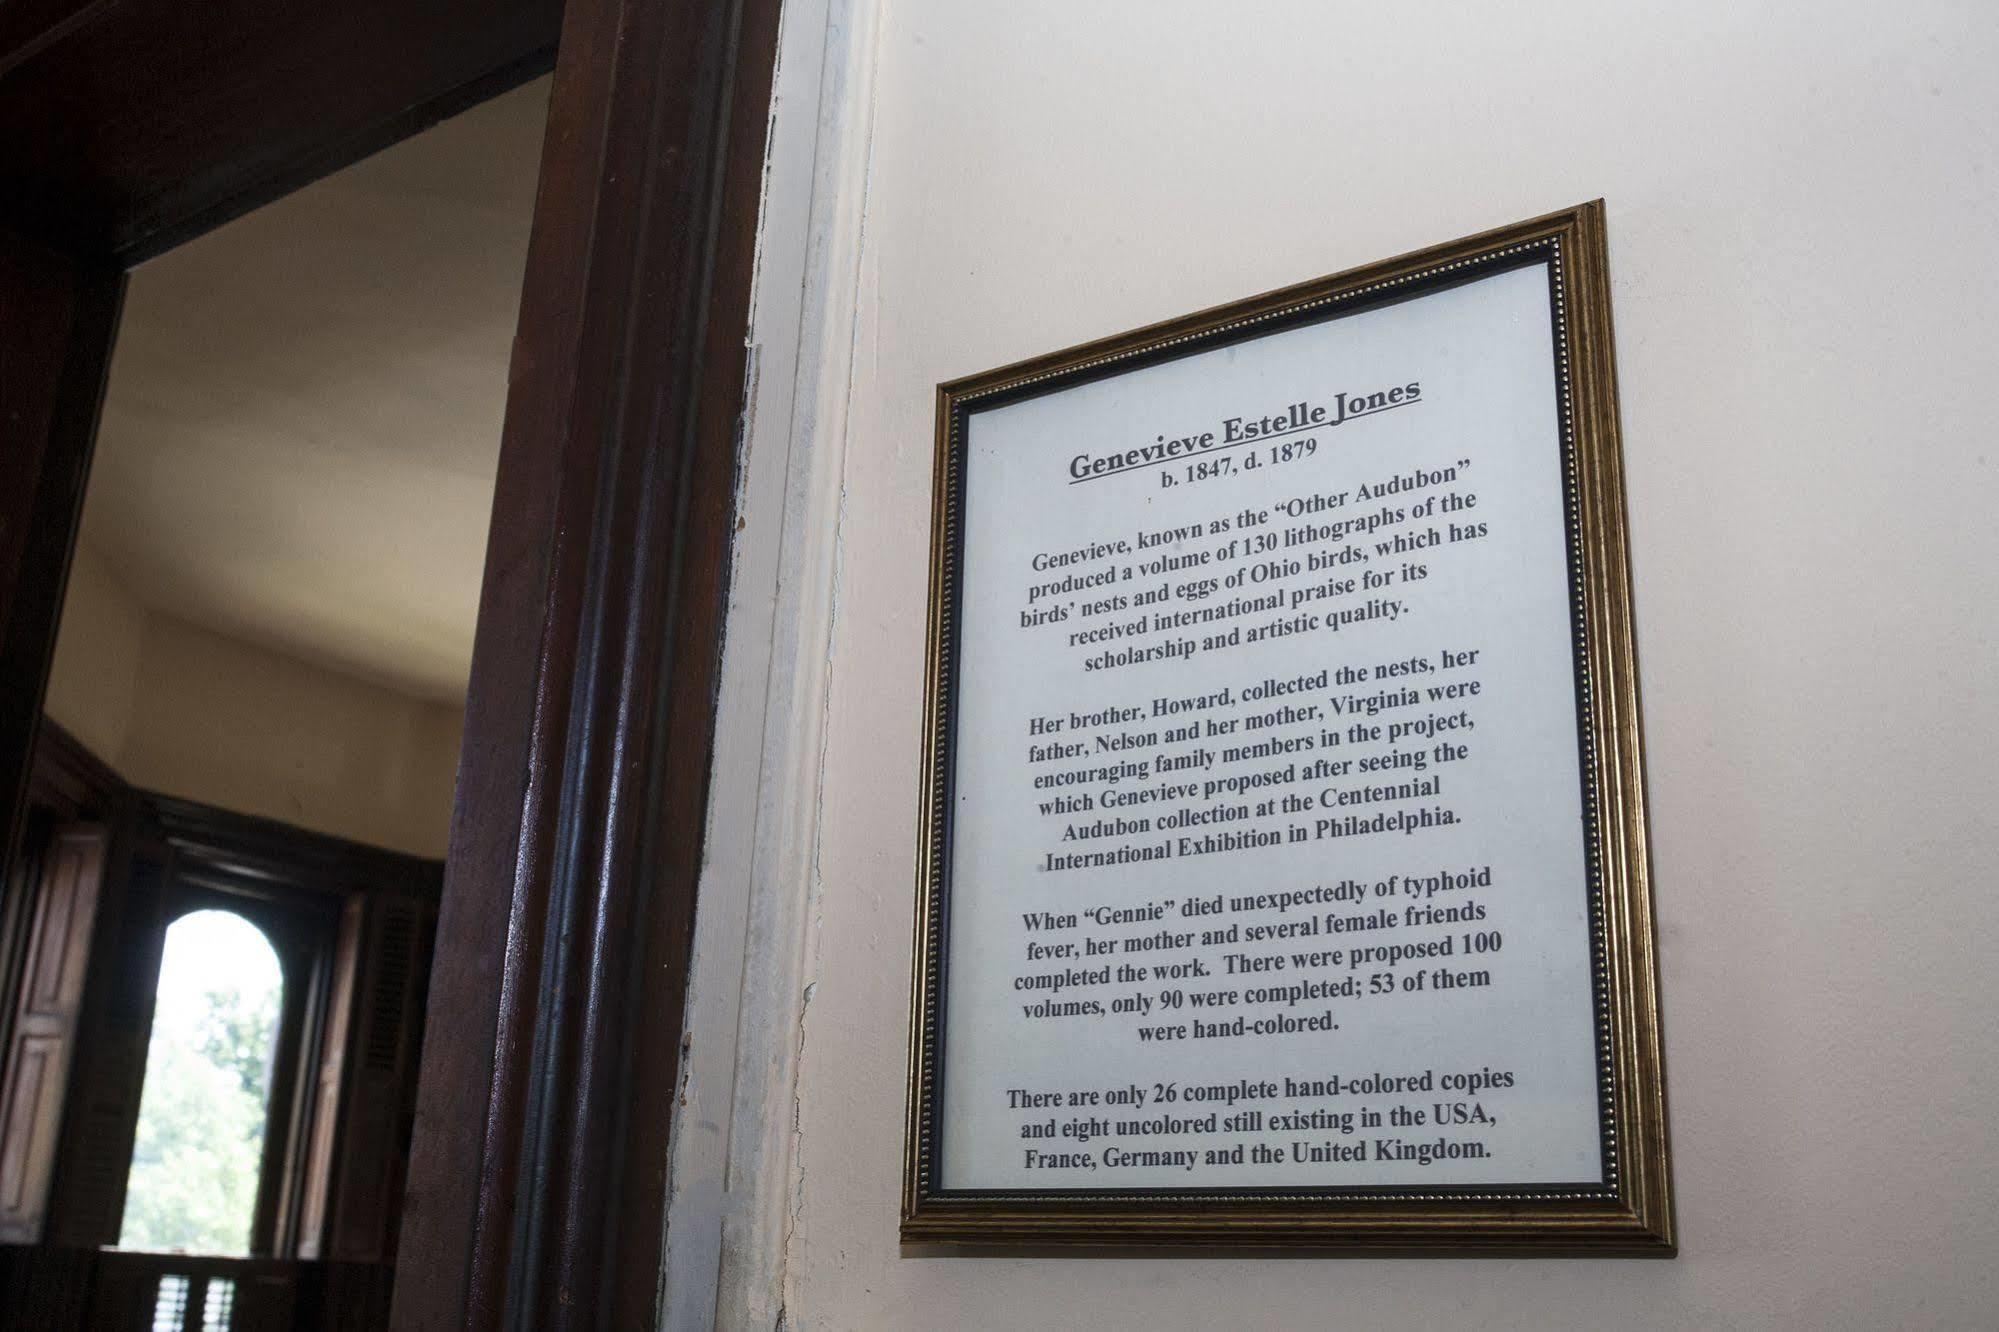 Genevieve Estelle Jones
b. 1847, d. 1879
Genevieve, known as the “Other Audubon”
produced a volume of 130 lithographs of the
birds’ nests and eggs of Ohio birds, which has
received international praise for its
scholarship and artistic quality.
Her brother, Howard, collected the nests, her
father, Nelson and her mother, Virginia were
encouraging family members in the project,
which Genevieve proposed after seeing the
Audubon collection at the Centennial
International Exhibition in Philadelphia.
When “Gennie” died unexpectedly of typhoid
fever, her mother and several female friends
completed the work. There were proposed 100
volumes, only 90 were completed; 53 of them
were hand-colored.
There are only 26 complete hand-colored copies
and eight uncolored still existing in the USA,
France, Germany and the United Kingdom.